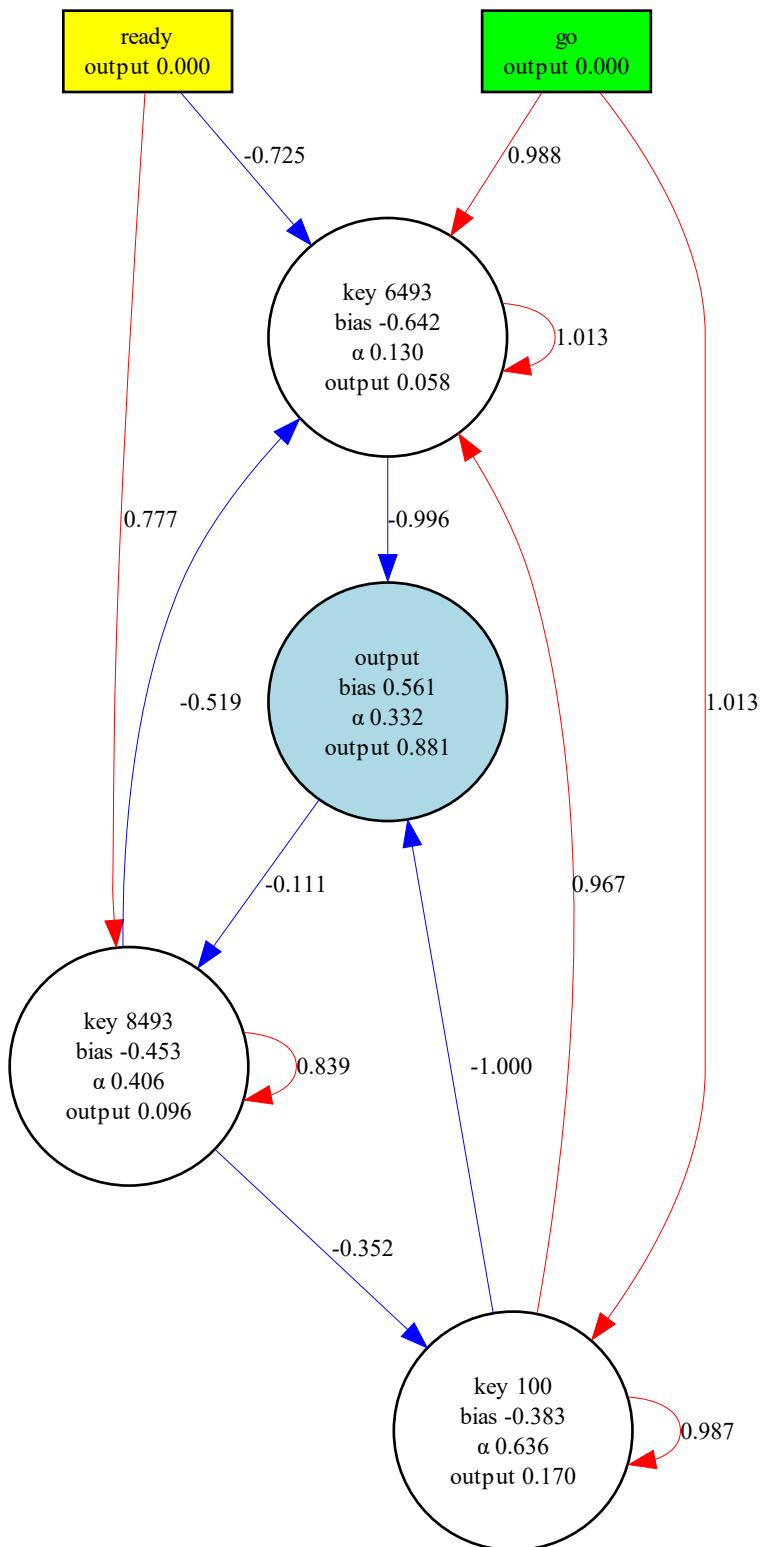 ready
output 0.000
go
output 0.000
-0.725
0.988
key 6493
bias -0.642
α 0.130
output 0.058
1.013
0.777
-0.996
-0.519
output
bias 0.561
α 0.332
output 0.881
1.013
-0.111
0.967
key 8493
bias -0.453
α 0.406
output 0.096
0.839
-1.000
-0.352
key 100
bias -0.383
α 0.636
output 0.170
0.987